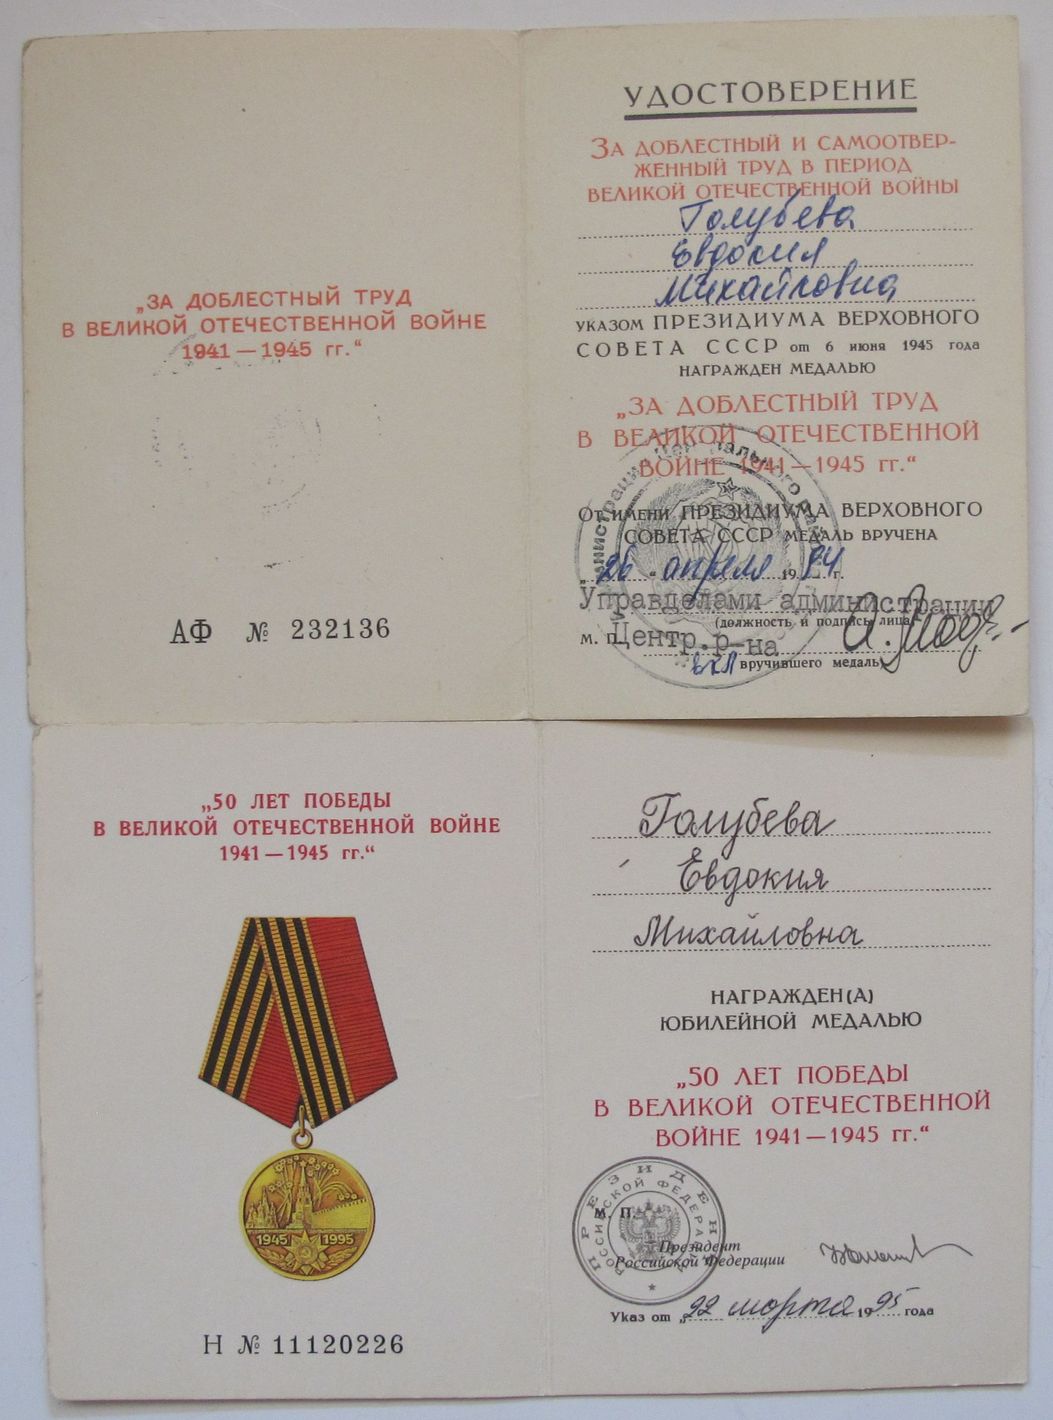 „ЗА ДОБЛЕСТНЫЙ ТРУД
В ВЕЛИКОЙ ОТЕЧЕСТВЕННОЙ ВОЙНЕ
1941 — 1945 гг.“
АФ № 232136
УДОСТОВЕРЕНИЕ
ЗА ДОБЛЕСТНЫЙ И САМООТВЕР-
ЖЕННЫЙ ТРУД В ПЕРИОД
ВЕЛИКОЙ ОТЕЧЕСТВЕННОЙ ВОЙНЫ
Голубева
Евдокия
Михайловна
УКАЗОМ ПРЕЗИДИУМА ВЕРХОВНОГО
СОВЕТА СССР от 6 июня 1945 года
НАГРАЖДЕН МЕДАЛЬЮ
„ЗА ДОБЛЕСТНЫЙ ТРУД
В ВЕЛИКОЙ ОТЕЧЕСТВЕННОЙ
ВОЙНЕ 1941 — 1945 гг.“
ОТ ИМЕНИ ПРЕЗИДИУМА ВЕРХОВНОГО
СОВЕТА СССР МЕДАЛЬ ВРУЧЕНА
„26“ апреля 1994 г.
Управделами администрации
(должность и подпись лица,
М. П. Центр.р-на
вручившего медаль)
„50 ЛЕТ ПОБЕДЫ
В ВЕЛИКОЙ ОТЕЧЕСТВЕННОЙ ВОЙНЕ
1941 — 1945 гг.“
1945 1995
Н № 11120226
Голубева
Евдокия
Михайловна
НАГРАЖДЕН(А)
ЮБИЛЕЙНОЙ МЕДАЛЬЮ
„50 ЛЕТ ПОБЕДЫ
В ВЕЛИКОЙ ОТЕЧЕСТВЕННОЙ
ВОЙНЕ 1941 — 1945 гг.“
ПРЕЗИДЕНТ
РОССИЙСКОЙ ФЕДЕРАЦИИ
М. П.
Президент
Российской Федерации
Указ от „22 марта 1995 года